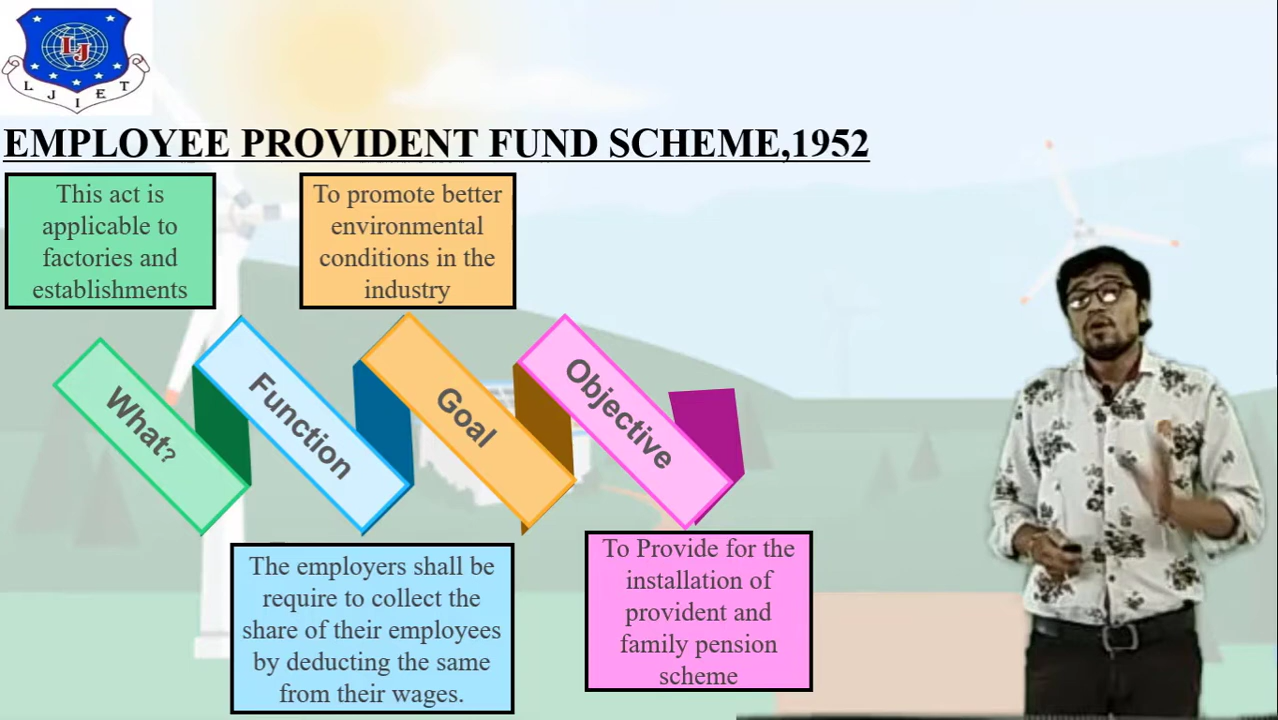 LJ
LJIET
EMPLOYEE PROVIDENT FUND SCHEME,1952
This act is
applicable to
factories and
establishments
To promote better
environmental
conditions in the
industry
What?
Function
Goal
Objective
The employers shall be
require to collect the
share of their employees
by deducting the same
from their wages.
To Provide for the
installation of
provident and
family pension
scheme